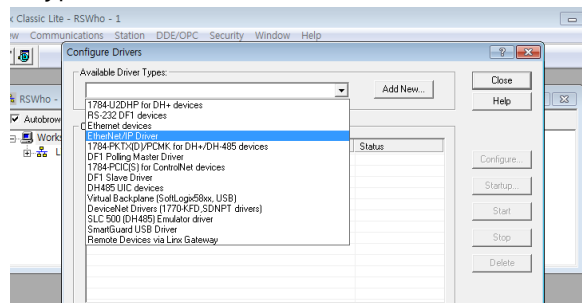 Classic Lite - RSWho - 1
Communications Station DDE/OPC Security Window Help
Configure Drivers
Available Driver Types:
Add New...
Close
Help
1784-U2DHP for DH+ devices
RS-232 DF1 devices
Ethernet devices
EtherNet/IP Driver
1784-PKTX(D)/PCMK for DH+/DH-485 devices
DF1 Polling Master Driver
1784-PCIC(S) for ControlNet devices
DF1 Slave Driver
DH485 UIC devices
Virtual Backplane (SoftLogix58xx, USB)
DeviceNet Drivers (1770-KFD,SDNPT drivers)
SLC 500 (DH485) Emulator driver
SmartGuard USB Driver
Remote Devices via Linx Gateway
RSWho -
Autobrow
Works
L
Status
Configure...
Startup...
Start
Stop
Delete